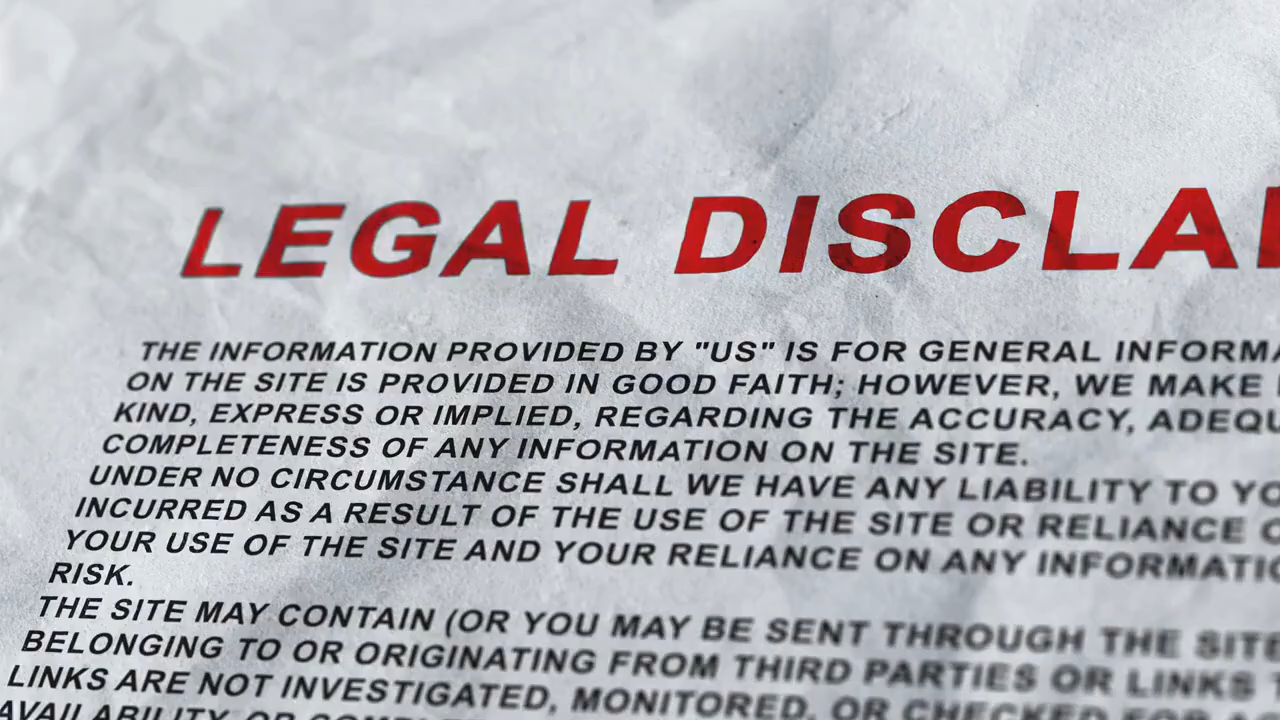 LEGAL DISCLAI
THE INFORMATION PROVIDED BY "US" IS FOR GENERAL INFORMA
ON THE SITE IS PROVIDED IN GOOD FAITH; HOWEVER, WE MAKE
KIND, EXPRESS OR IMPLIED, REGARDING THE ACCURACY, ADEQU
COMPLETENESS OF ANY INFORMATION ON THE SITE.
UNDER NO CIRCUMSTANCE SHALL WE HAVE ANY LIABILITY TO YO
INCURRED AS A RESULT OF THE USE OF THE SITE OR RELIANCE O
YOUR USE OF THE SITE AND YOUR RELIANCE ON ANY INFORMATIO
RISK.
THE SITE MAY CONTAIN (OR YOU MAY BE SENT THROUGH THE SITE
BELONGING TO OR ORIGINATING FROM THIRD PARTIES OR LINKS T
LINKS ARE NOT INVESTIGATED, MONITORED, OR CHECKED FOR AC
AVAILABILITY, OR